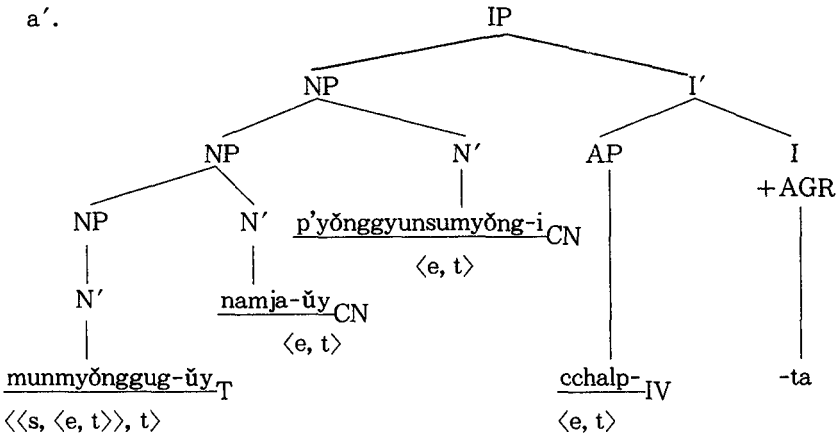 a′. IP
NP I′
NP N′ AP I
+AGR
NP N′ p'yŏnggyunsumyŏng-i CN
⟨e, t⟩
N′ namja-ŭy CN
⟨e, t⟩
munmyŏnggug-ŭy T cchalp- IV -ta
⟨⟨s, ⟨e, t⟩⟩, t⟩ ⟨e, t⟩